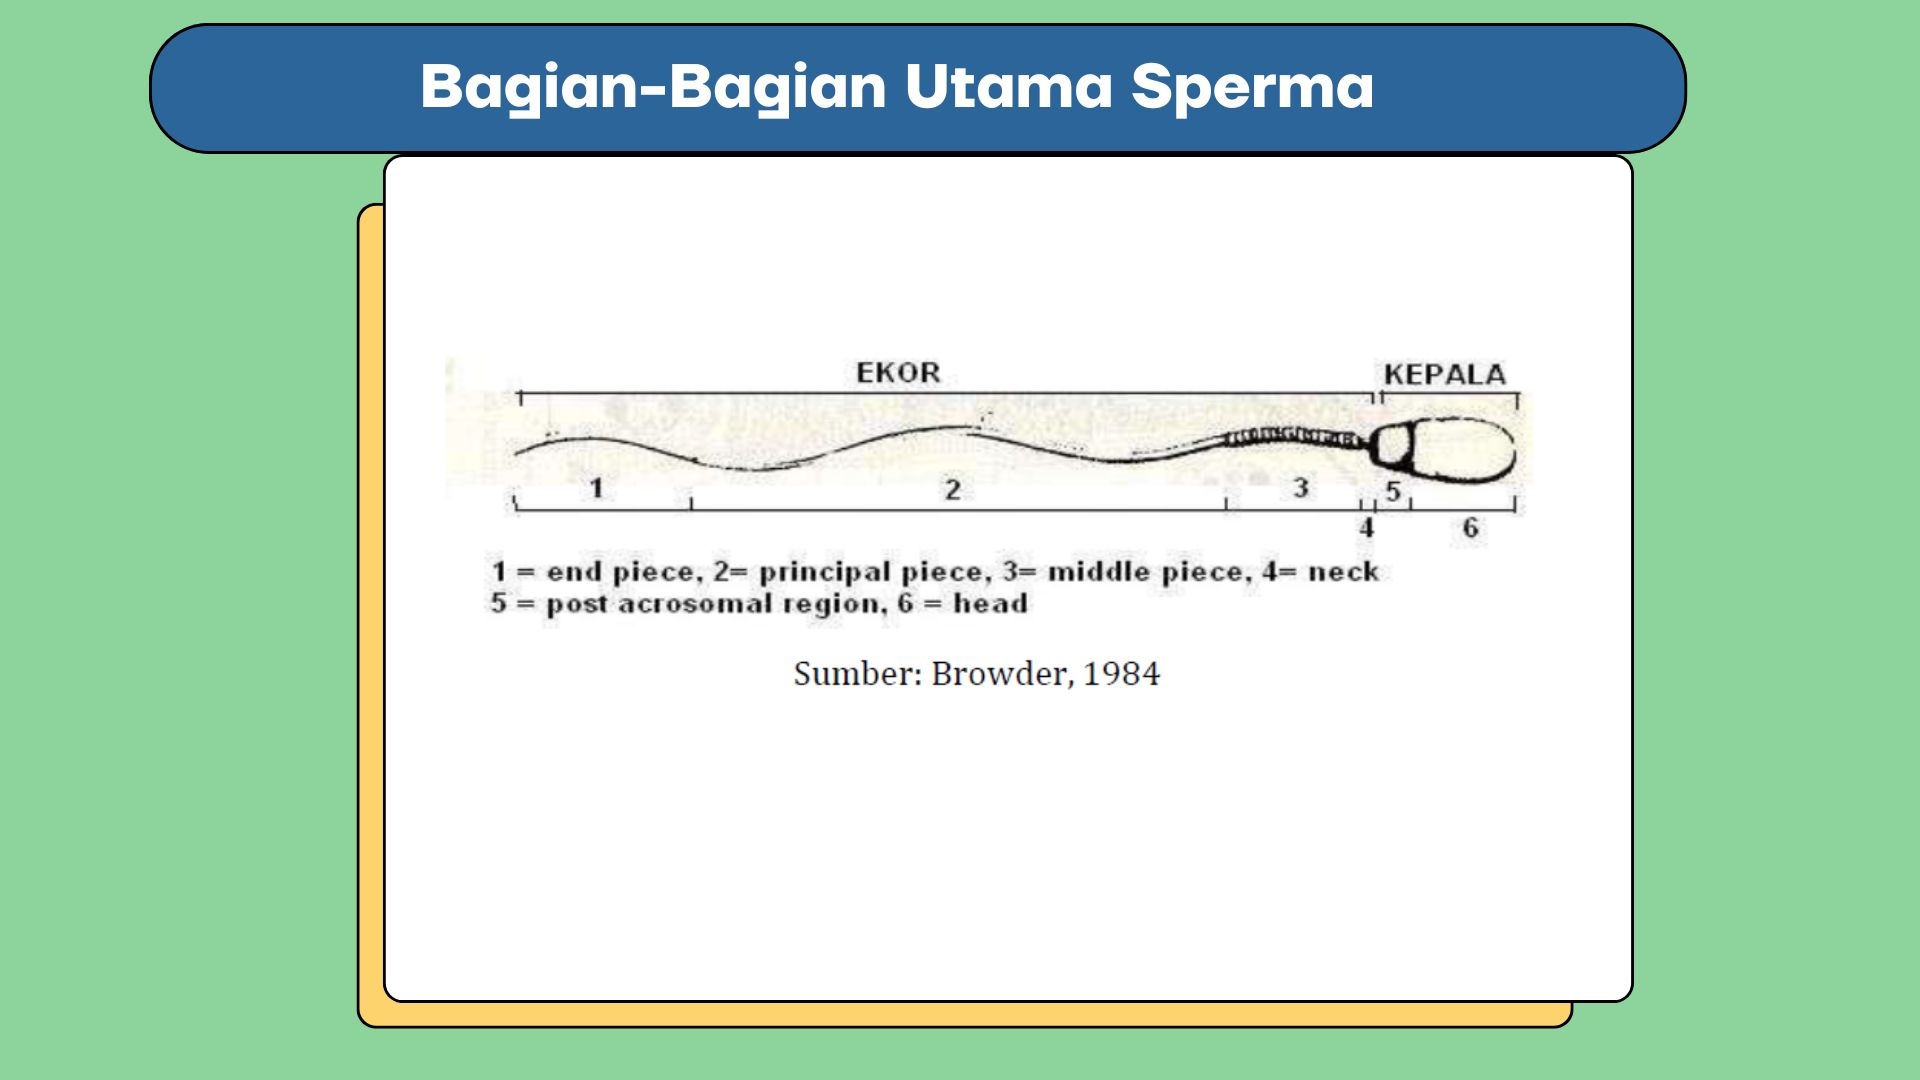 Bagian-Bagian Utama Sperma
EKOR
KEPALA
1
2
3
5
4
6
1 = end piece, 2= principal piece, 3= middle piece, 4= neck
5 = post acrosomal region, 6 = head
Sumber: Browder, 1984